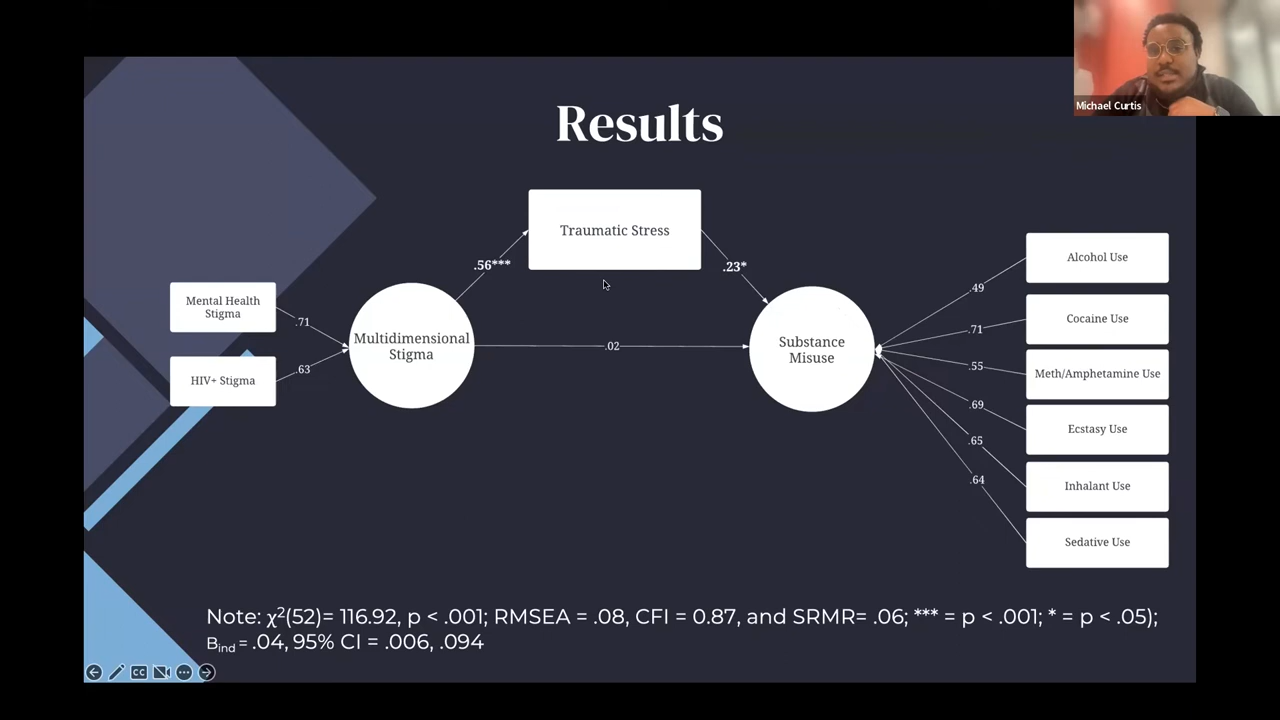 Michael Curtis
Results
Traumatic Stress
.56***
.23*
Mental Health
Stigma
.71
HIV+ Stigma
.63
Multidimensional
Stigma
.02
Substance
Misuse
Alcohol Use
.49
Cocaine Use
.71
Meth/Amphetamine Use
.55
Ecstasy Use
.69
Inhalant Use
.65
Sedative Use
.64
Note: χ²(52)= 116.92, p < .001; RMSEA = .08, CFI = 0.87, and SRMR= .06; *** = p < .001; * = p < .05);
Bind = .04, 95% CI = .006, .094
CC